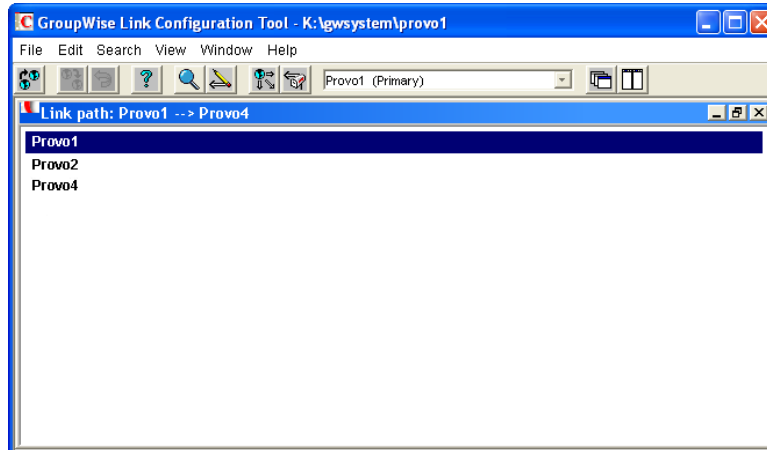 GroupWise Link Configuration Tool - K:\gwsystem\provo1
File Edit Search View Window Help
Provo1 (Primary)
Link path: Provo1 --> Provo4
Provo1
Provo2
Provo4